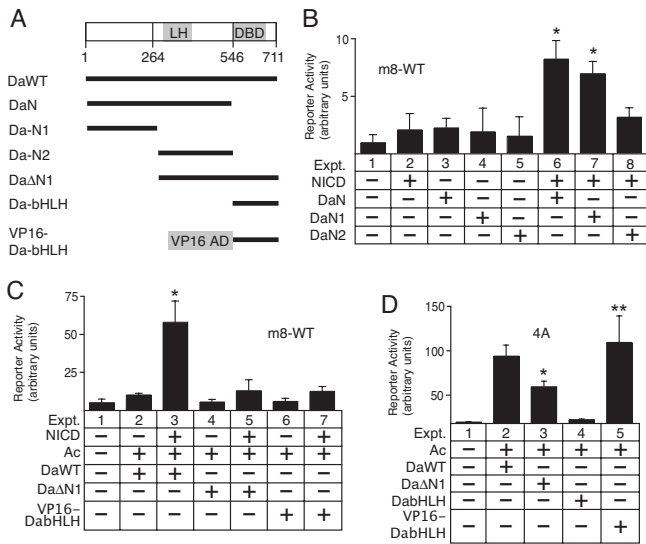 A
LH
DBD
1 264 546 711
DaWT
DaN
Da-N1
Da-N2
DaΔN1
Da-bHLH
VP16-
Da-bHLH
VP16 AD
B
Reporter Activity
(arbitrary units)
10
5
m8-WT
* *
Expt. 1 2 3 4 5 6 7 8
NICD − + − − − + + +
DaN − − + − − + − −
DaN1 − − − + − − + −
DaN2 − − − − + − − +
C
Reporter Activity
(arbitrary units)
75
50
25
m8-WT
*
Expt. 1 2 3 4 5 6 7
NICD − − + − + − +
Ac − + + + + + +
DaWT − + + − − − −
DaΔN1 − − − + + − −
VP16-
DabHLH − − − − − + +
D
Reporter Activity
(arbitrary units)
150
100
50
4A
* **
Expt. 1 2 3 4 5
Ac − + + + +
DaWT − + − − −
DaΔN1 − − + − −
DabHLH − − − + −
VP16-
DabHLH − − − − +